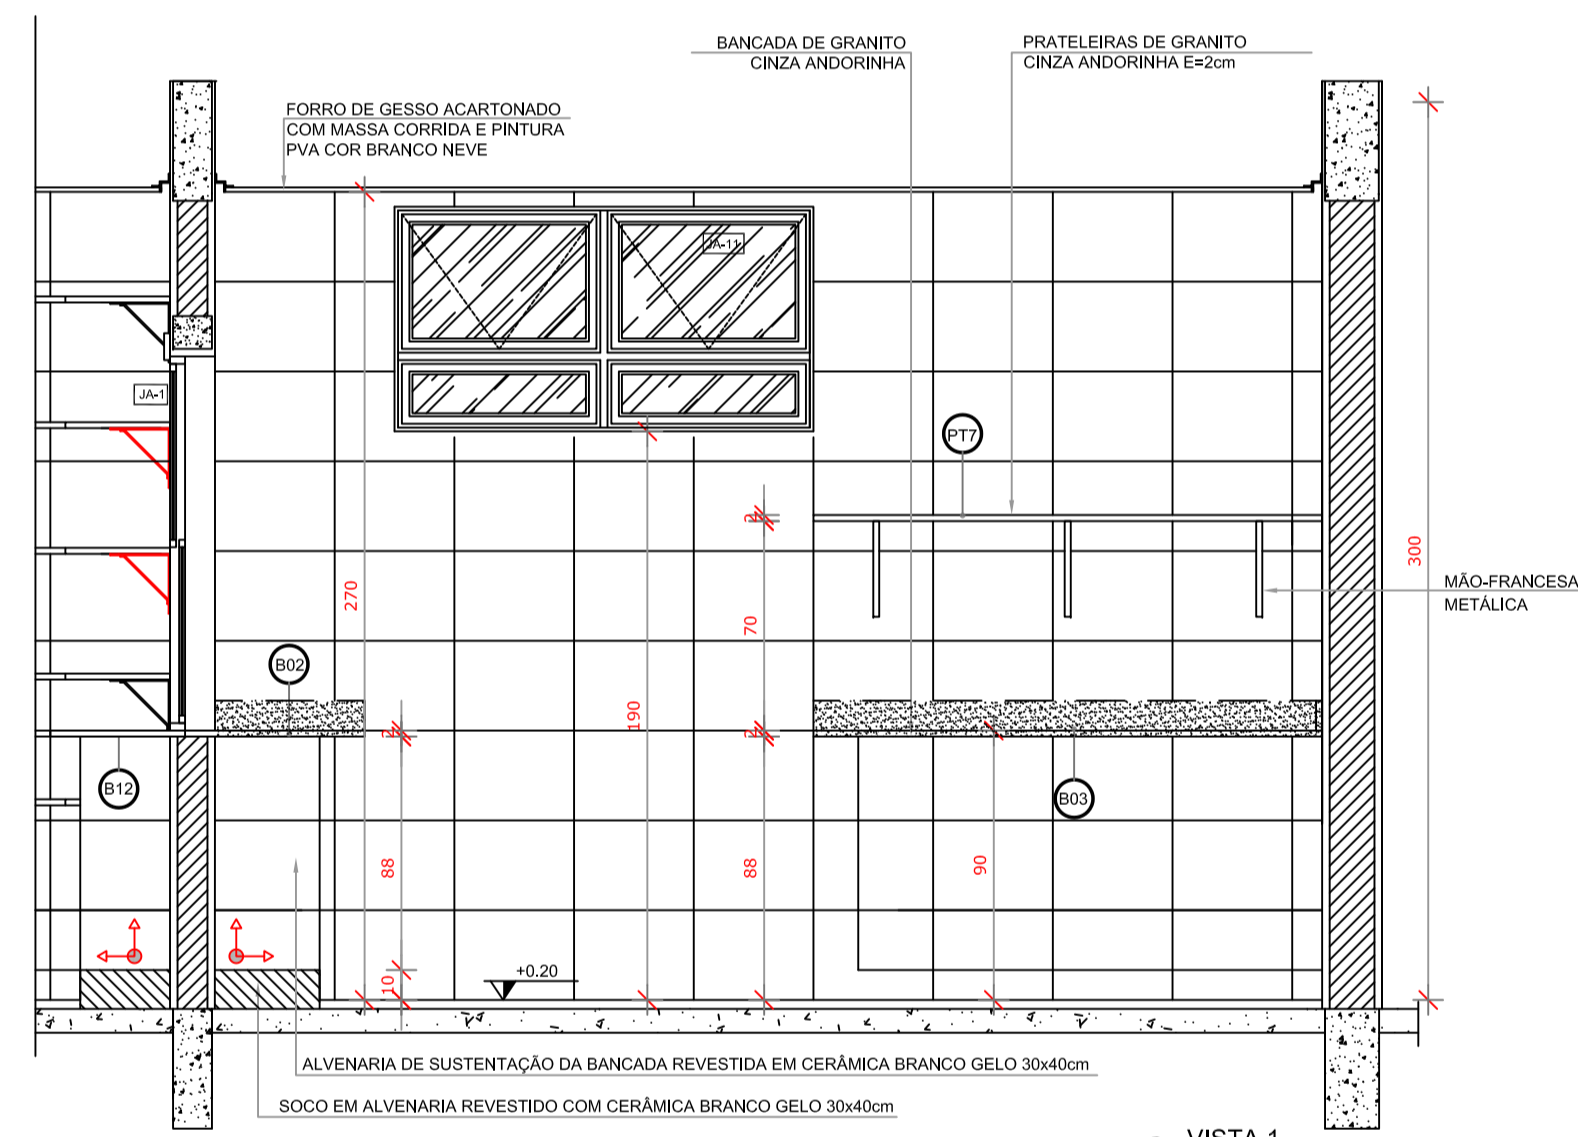 BANCADA DE GRANITO
CINZA ANDORINHA
PRATELEIRAS DE GRANITO
CINZA ANDORINHA E=2cm
FORRO DE GESSO ACARTONADO
COM MASSA CORRIDA E PINTURA
PVA COR BRANCO NEVE
JA-11
JA-1
PT7
2
300
270
70
MÃO-FRANCESA
METÁLICA
B02
190
2
2
B12
B03
88
88
90
10
+0.20
ALVENARIA DE SUSTENTAÇÃO DA BANCADA REVESTIDA EM CERÂMICA BRANCO GELO 30x40cm
SOCO EM ALVENARIA REVESTIDO COM CERÂMICA BRANCO GELO 30x40cm
VISTA 1